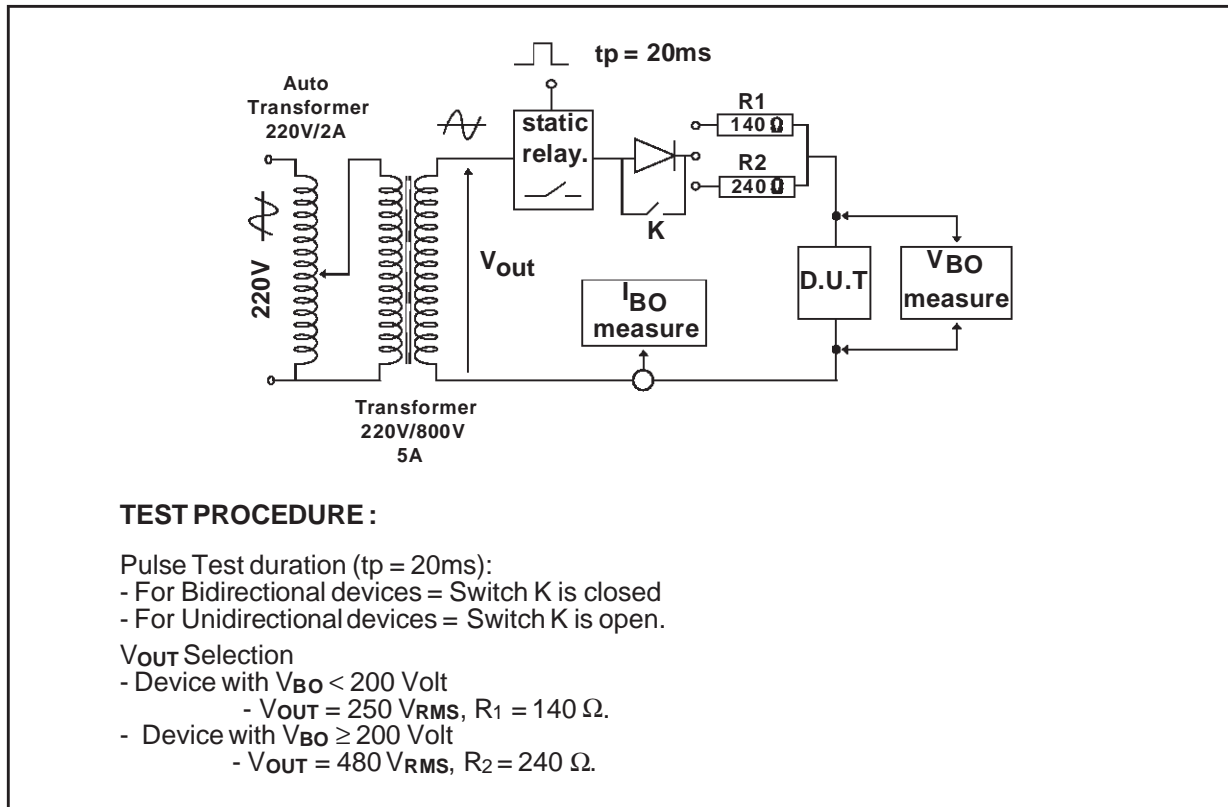 tp = 20ms
Auto
Transformer
220V/2A
static
relay.
R1
140 Ω
R2
240 Ω
K
220V
Vout
IBO
measure
D.U.T
VBO
measure
Transformer
220V/800V
5A
TEST PROCEDURE :
Pulse Test duration (tp = 20ms):
- For Bidirectional devices = Switch K is closed
- For Unidirectional devices = Switch K is open.
VOUT Selection
- Device with VBO < 200 Volt
- VOUT = 250 VRMS, R1 = 140 Ω.
- Device with VBO ≥ 200 Volt
- VOUT = 480 VRMS, R2 = 240 Ω.